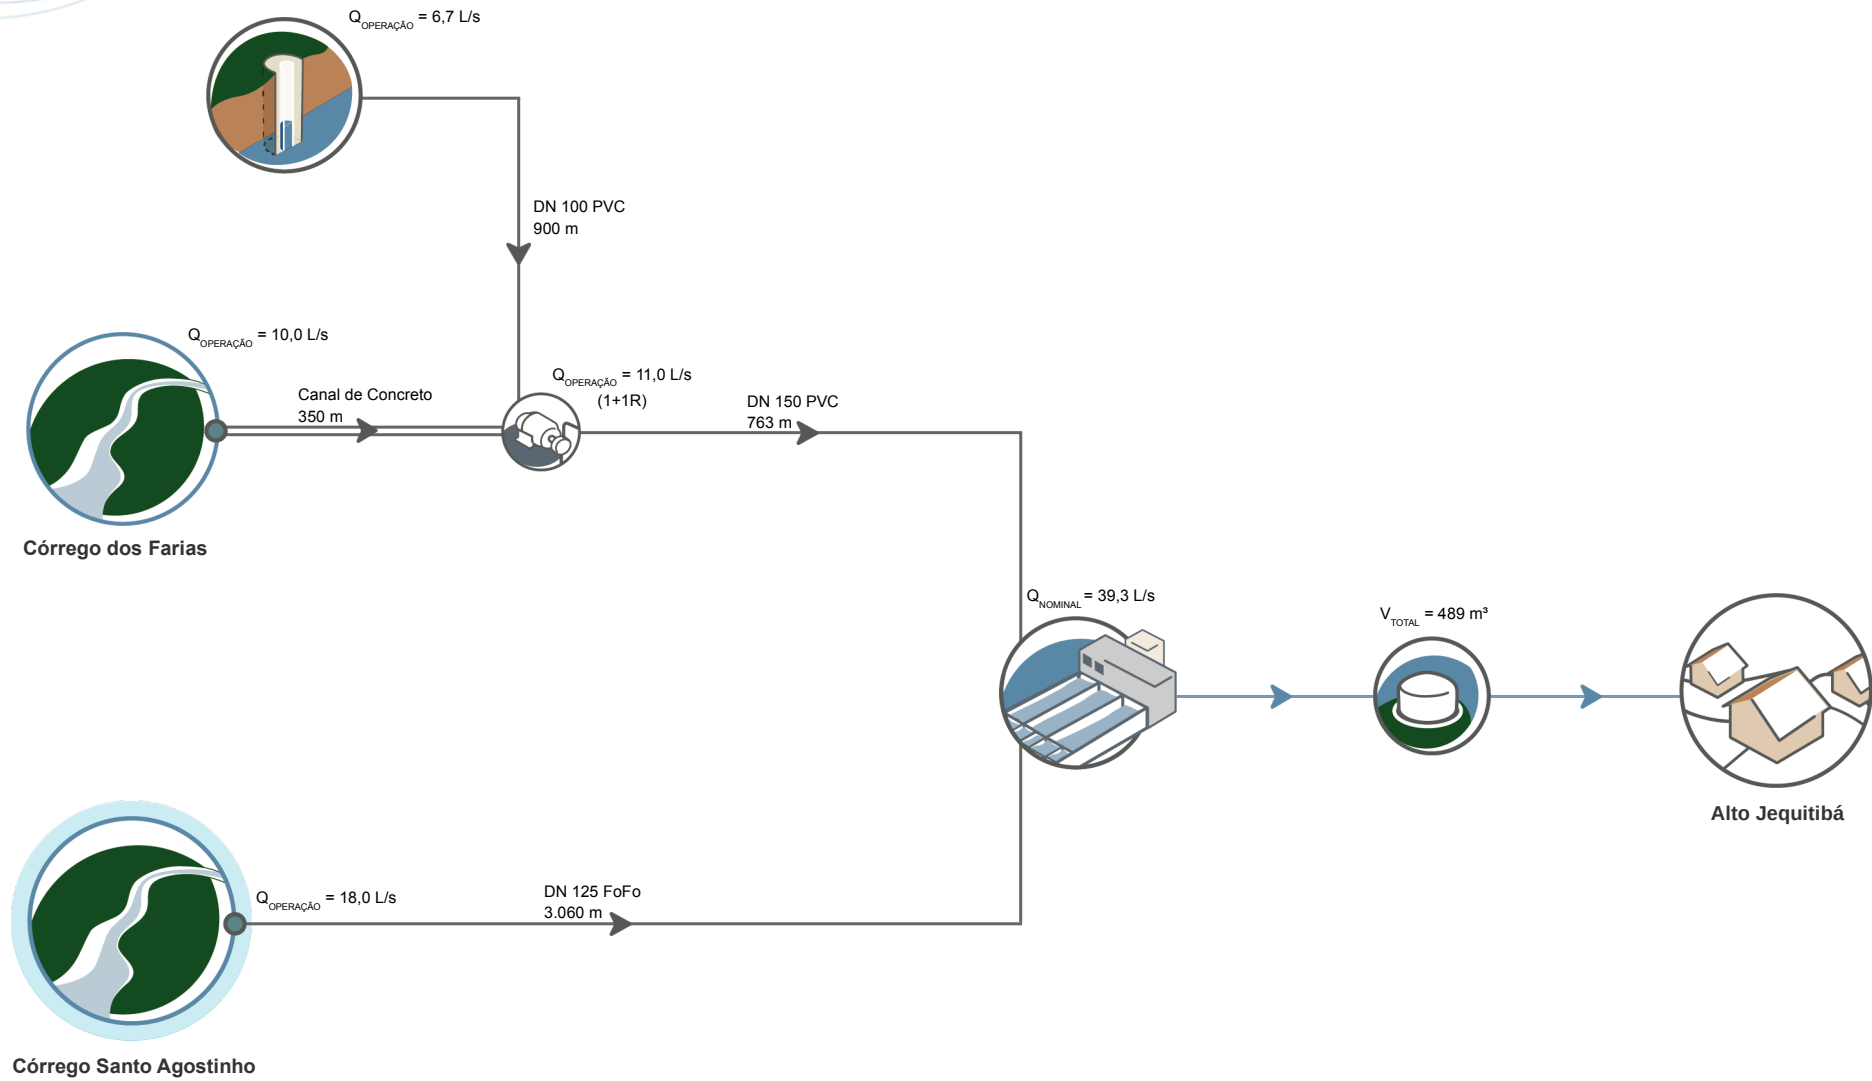 QOPERAÇÃO = 6,7 L/s
DN 100 PVC
900 m
QOPERAÇÃO = 10,0 L/s
Canal de Concreto
350 m
QOPERAÇÃO = 11,0 L/s
(1+1R)
DN 150 PVC
763 m
Córrego dos Farias
QNOMINAL = 39,3 L/s
VTOTAL = 489 m³
Alto Jequitibá
QOPERAÇÃO = 18,0 L/s
DN 125 FoFo
3.060 m
Córrego Santo Agostinho